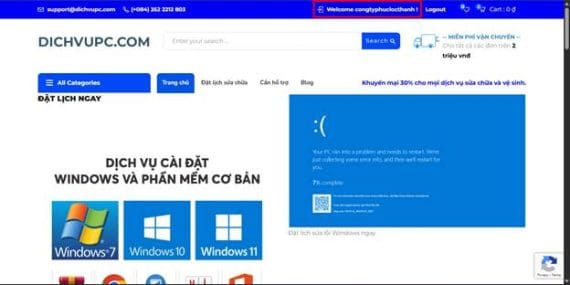 support@dichvupc.com
(+084) 352 2212 803
Welcome congtyphuclocthanh !
Logout
Cart : 0 ₫
DICHVUPC.COM
Enter your search...
Search
MIỄN PHÍ VẬN CHUYỂN
Cho tất cả các đơn trên 2
triệu vnđ
All Categories
Trang chủ
Đặt lịch sửa chữa
Cần hỗ trợ
Blog
Khuyến mại 30% cho mọi dịch vụ sửa chữa và vệ sinh.
ĐẶT LỊCH NGAY
DỊCH VỤ CÀI ĐẶT
WINDOWS VÀ PHẦN MỀM CƠ BẢN
Windows 7
Windows 10
Windows 11
:(
Your PC ran into a problem and needs to restart. We're
just collecting some error info, and then we'll restart for
you.
7% complete
Đặt lịch sửa lỗi Windows ngay
Privacy - Terms